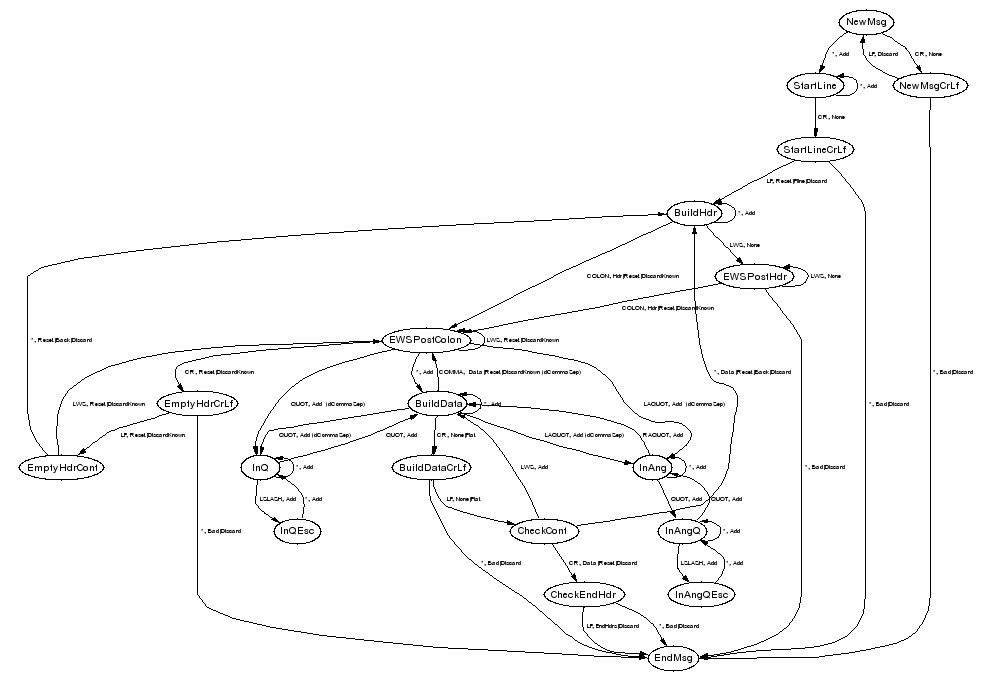 NewMsg
*, Add
LF, Discard
CR, None
StartLine
*, Add
NewMsgCrLf
CR, None
StartLineCrLf
LF, Reset|Fline|Discard
BuildHdr
*, Add
LWS, None
COLON, Hdr|Reset|DiscardKnown
EWSPostHdr
LWS, None
COLON, Hdr|Reset|DiscardKnown
*, Reset|Back|Discard
EWSPostColon
LWS, Reset|DiscardKnown
CR, Reset|DiscardKnown
*, Add
COMMA, Data|Reset|DiscardKnown (dCommaSep)
*, Data|Reset|Back|Discard
*, Bad|Discard
LWS, Reset|DiscardKnown
EmptyHdrCrLf
QUOT, Add (dCommaSep)
BuildData
*, Add
LAQUOT, Add (dCommaSep)
*, Bad|Discard
LF, Reset|DiscardKnown
QUOT, Add (dCommaSep)
QUOT, Add
CR, None|Flat
LAQUOT, Add (dCommaSep)
RAQUOT, Add
EmptyHdrCont
InQ
*, Add
BuildDataCrLf
LWS, Add
InAng
*, Add
*, Bad|Discard
LSLASH, Add
*, Add
LF, None|Flat
QUOT, Add
QUOT, Add
*, Bad|Discard
InQEsc
CheckCont
InAngQ
*, Add
*, Bad|Discard
CR, Data|Reset|Discard
LSLASH, Add
*, Add
CheckEndHdr
InAngQEsc
LF, EndHdrs|Discard
*, Bad|Discard
EndMsg